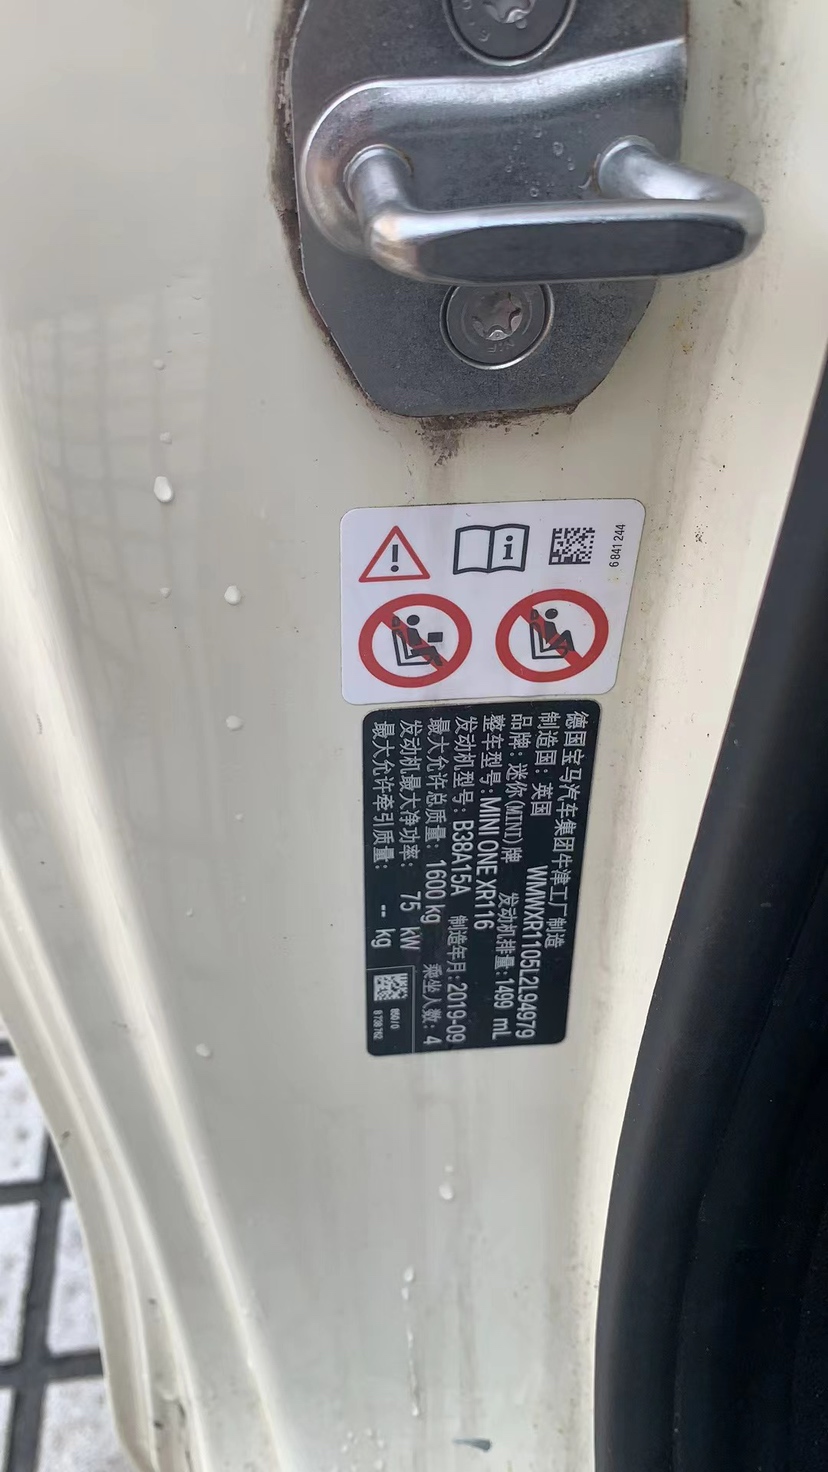 6 841 244
德国宝马汽车集团牛津工厂制造
制造国: 英国 WMWXR1105L2L94979
品牌: 迷你(MINI)牌 发动机排量:1499 mL
整车型号: MINI ONE XR116
发动机型号: B38A15A 制造年月:2019-09
最大允许总质量: 1600 kg 乘坐人数: 4
发动机最大净功率: 75 kW
最大允许牵引质量: -- kg